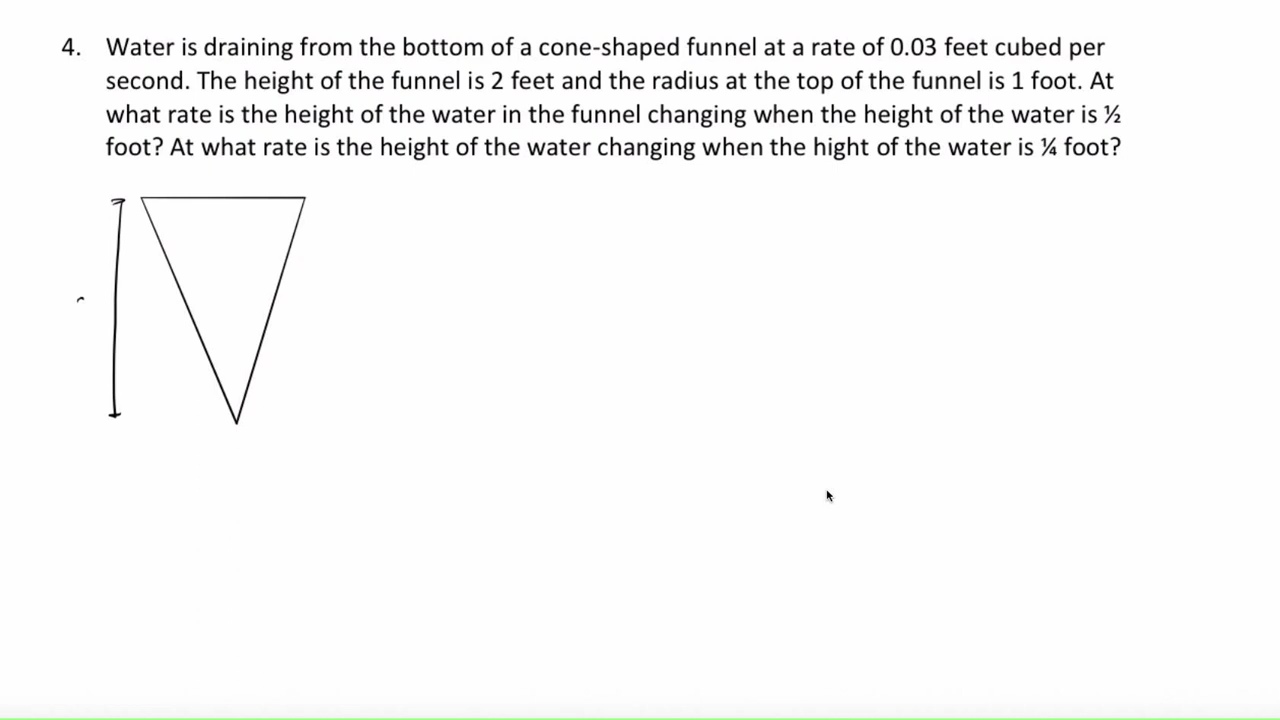 4. Water is draining from the bottom of a cone-shaped funnel at a rate of 0.03 feet cubed per
second. The height of the funnel is 2 feet and the radius at the top of the funnel is 1 foot. At
what rate is the height of the water in the funnel changing when the height of the water is ½
foot? At what rate is the height of the water changing when the hight of the water is ¼ foot?